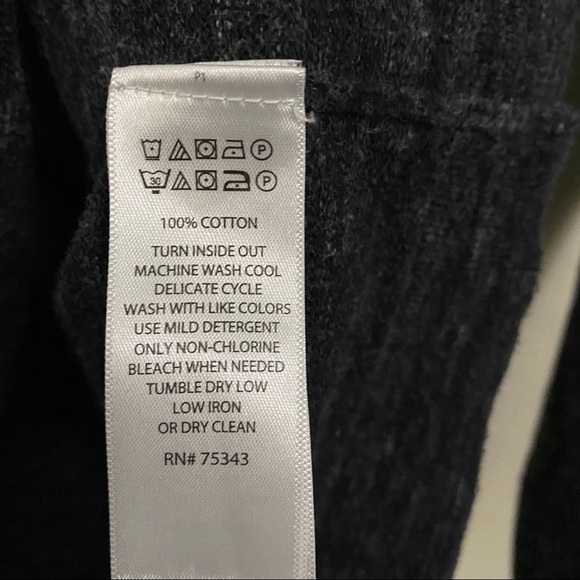 P1
P
30 P
100% COTTON
TURN INSIDE OUT
MACHINE WASH COOL
DELICATE CYCLE
WASH WITH LIKE COLORS
USE MILD DETERGENT
ONLY NON-CHLORINE
BLEACH WHEN NEEDED
TUMBLE DRY LOW
LOW IRON
OR DRY CLEAN
RN# 75343